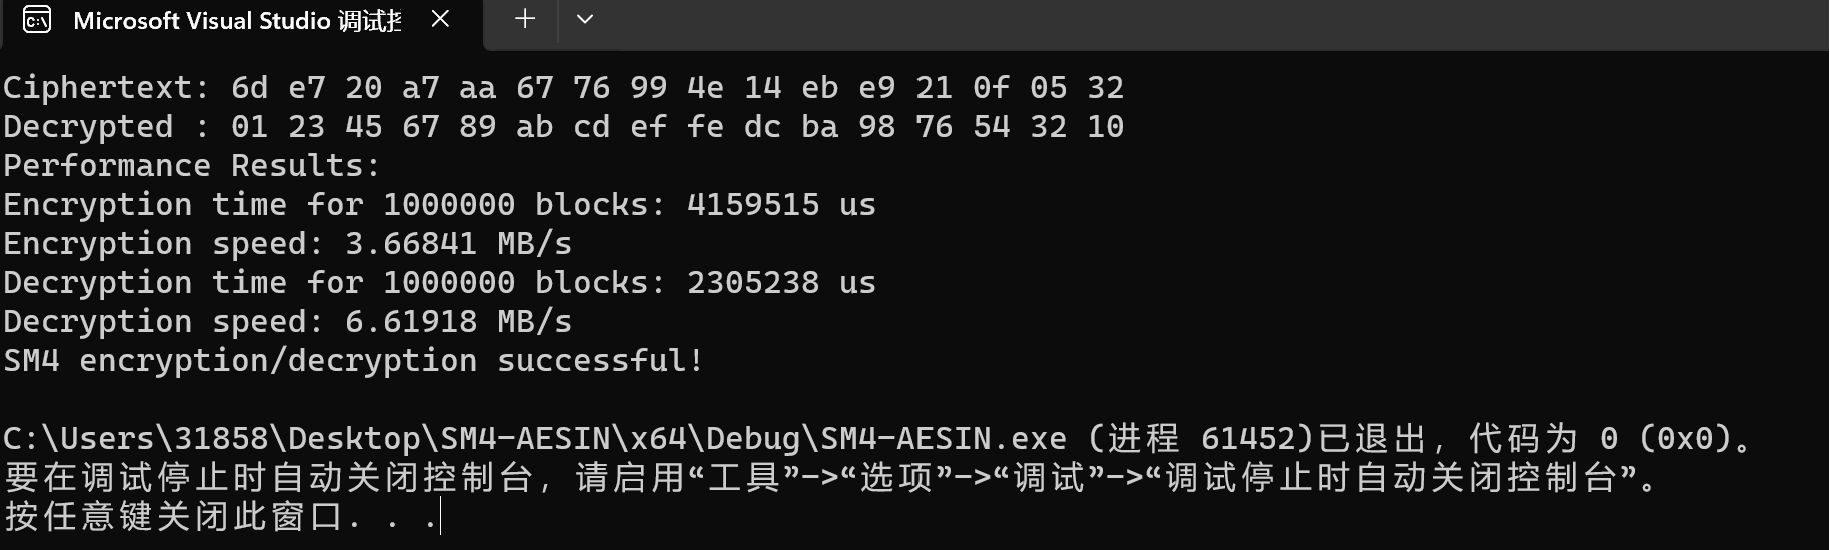 Microsoft Visual Studio 调试
Ciphertext: 6d e7 20 a7 aa 67 76 99 4e 14 eb e9 21 0f 05 32
Decrypted : 01 23 45 67 89 ab cd ef fe dc ba 98 76 54 32 10
Performance Results:
Encryption time for 1000000 blocks: 4159515 us
Encryption speed: 3.66841 MB/s
Decryption time for 1000000 blocks: 2305238 us
Decryption speed: 6.61918 MB/s
SM4 encryption/decryption successful!
C:\Users\31858\Desktop\SM4-AESIN\x64\Debug\SM4-AESIN.exe (进程 61452)已退出，代码为 0 (0x0)。
要在调试停止时自动关闭控制台，请启用“工具”->“选项”->“调试”->“调试停止时自动关闭控制台”。
按任意键关闭此窗口. . .